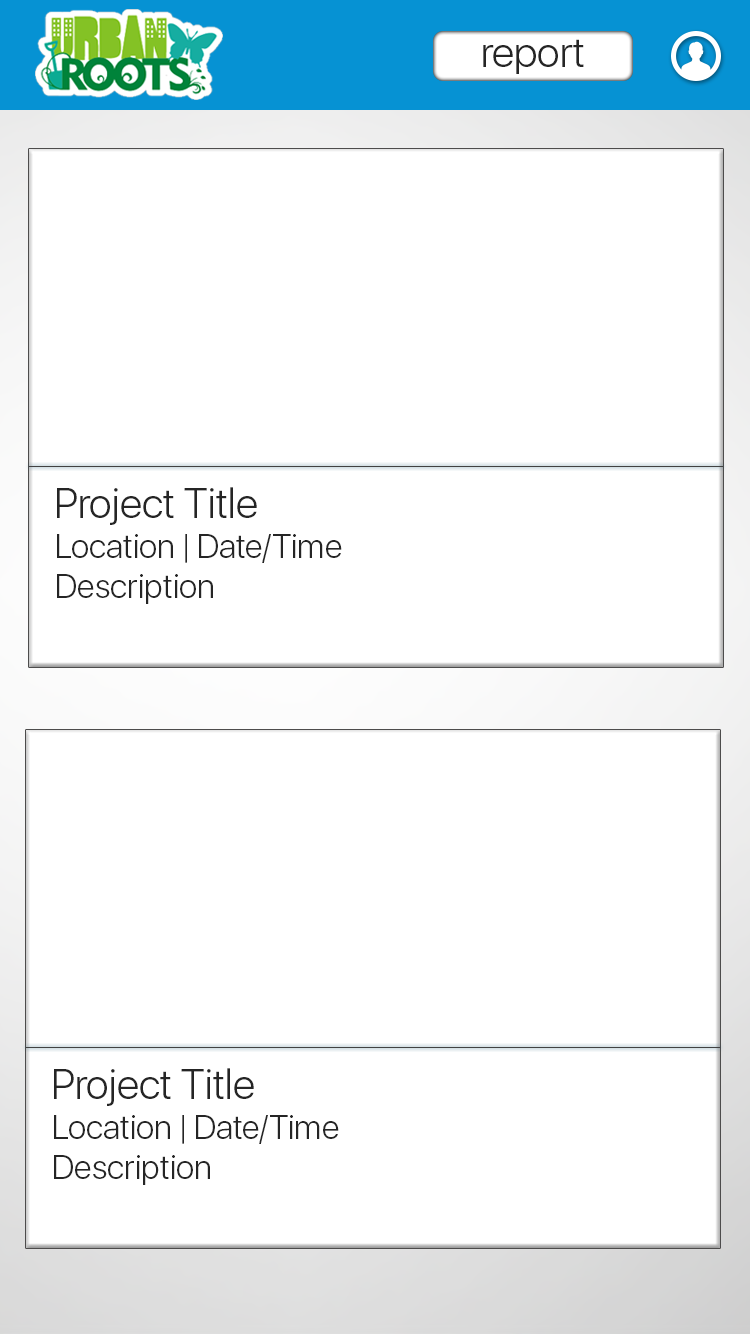 URBAN
ROOTS
report
Project Title
Location | Date/Time
Description
Project Title
Location | Date/Time
Description